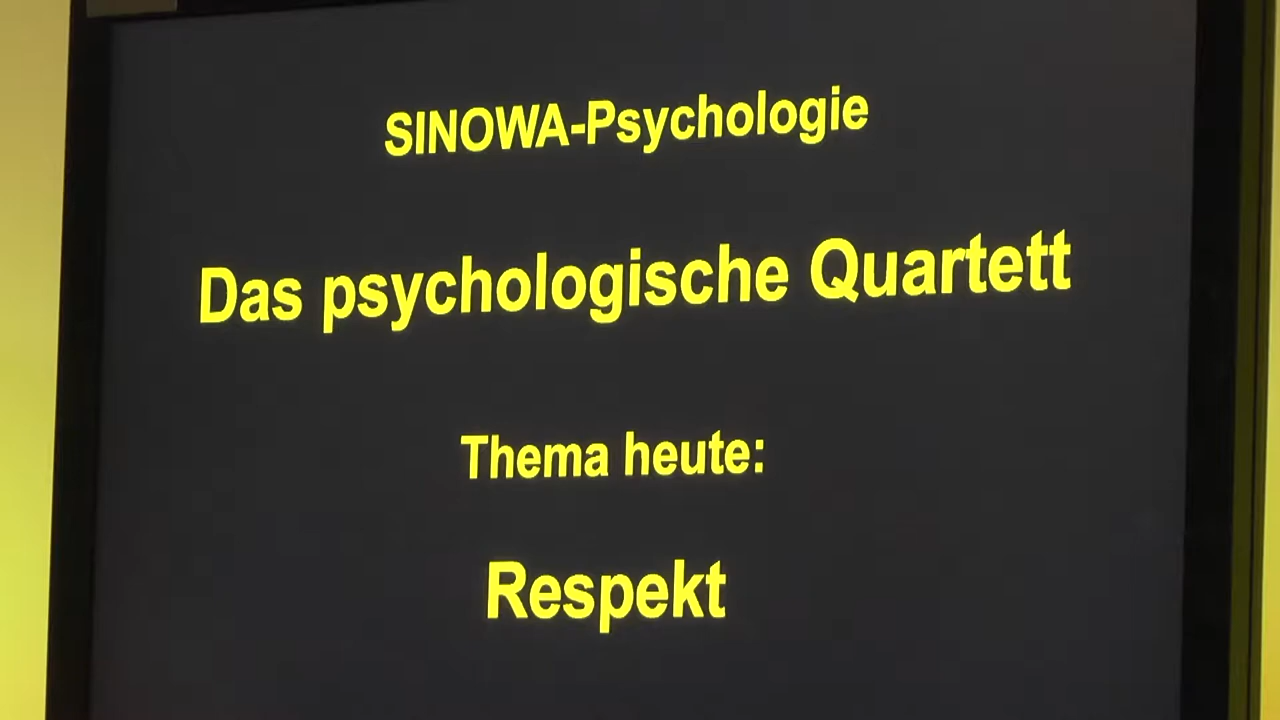 SINOWA-Psychologie
Das psychologische Quartett
Thema heute:
Respekt